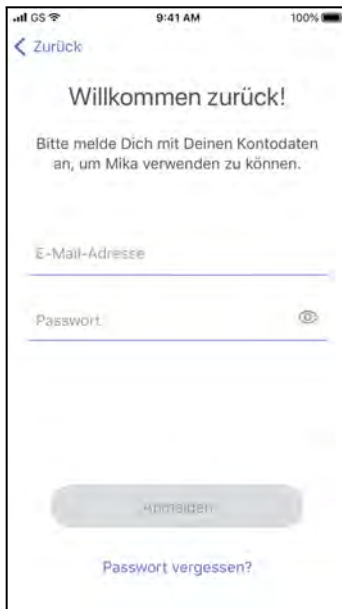 GS 9:41 AM 100%
Zurück
Willkommen zurück!
Bitte melde Dich mit Deinen Kontodaten
an, um Mika verwenden zu können.
E-Mail-Adresse
Passwort
Anmelden
Passwort vergessen?